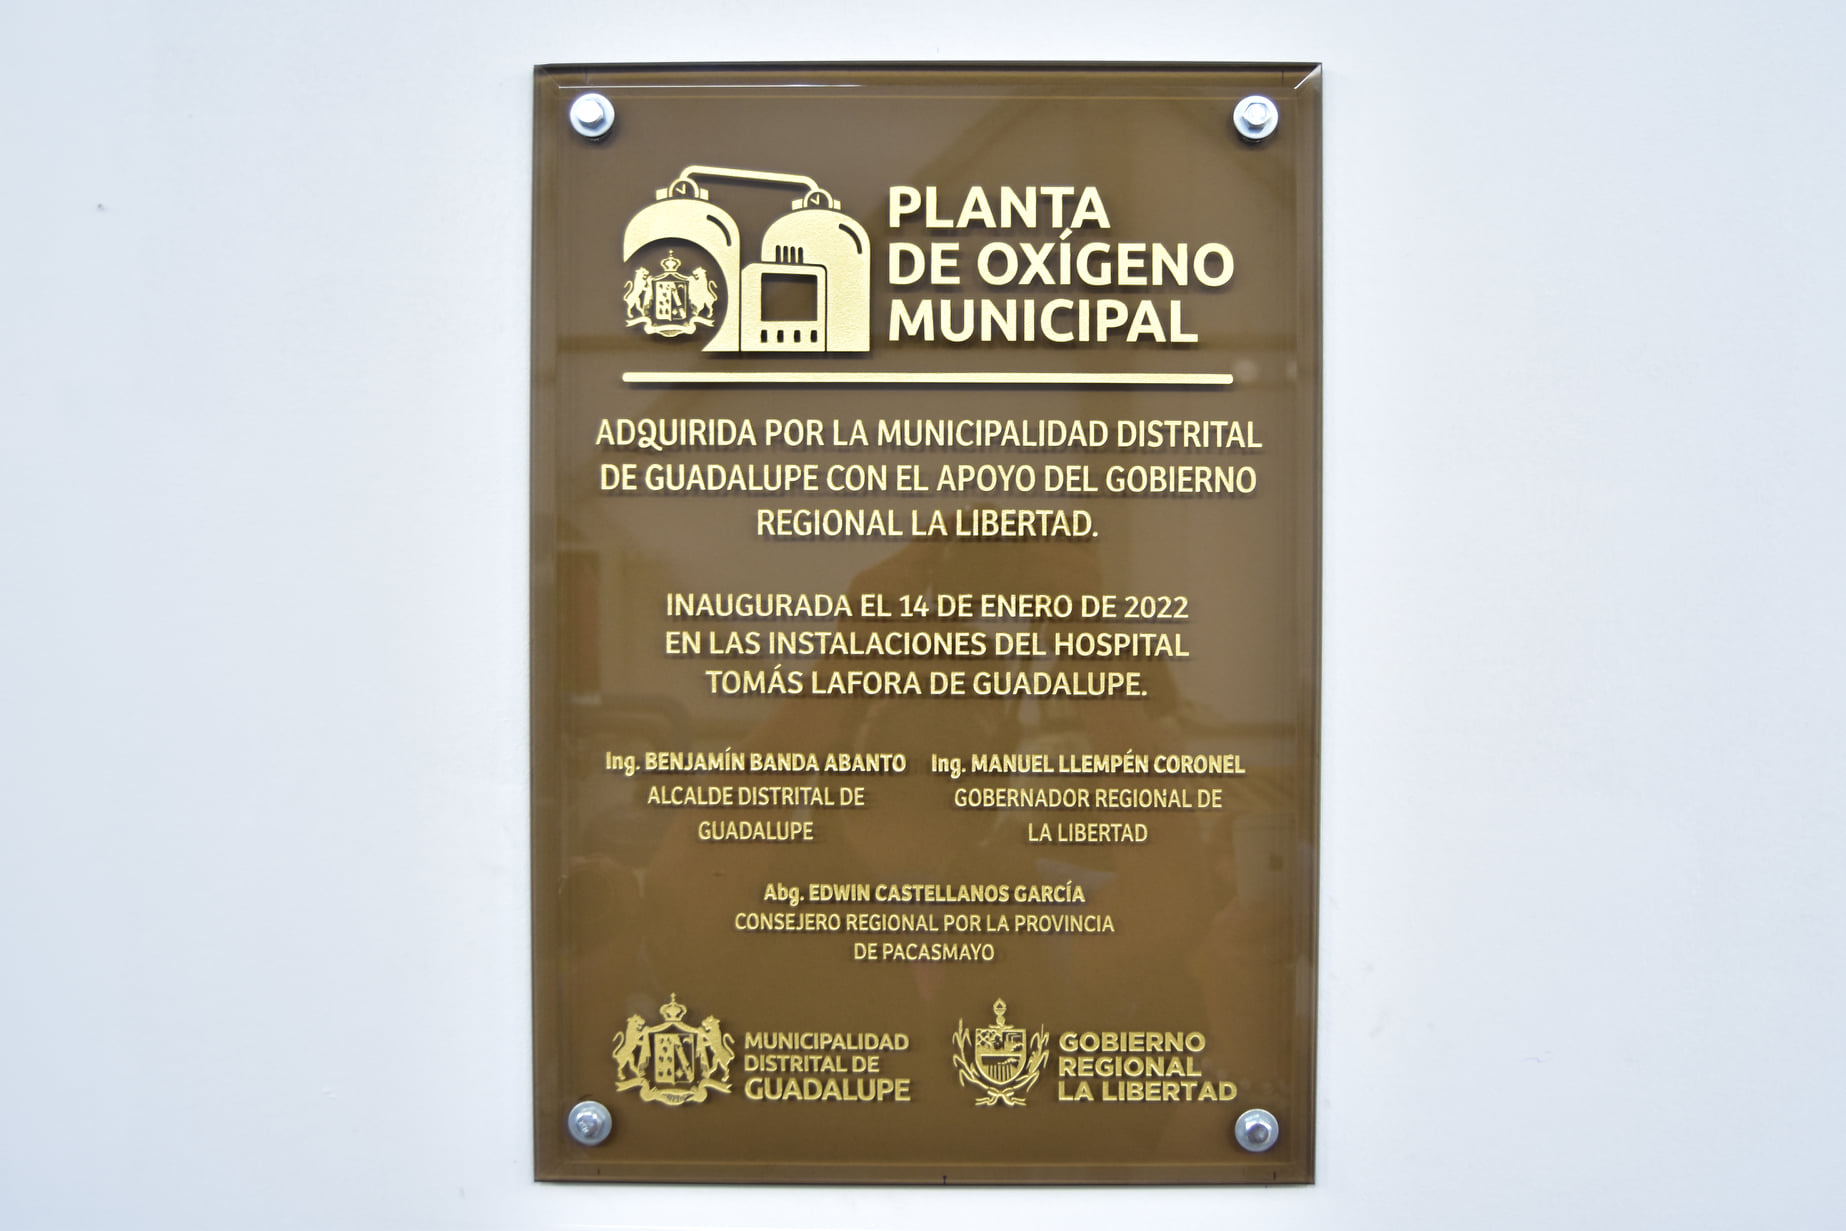 PLANTA
DE OXÍGENO
MUNICIPAL
ADQUIRIDA POR LA MUNICIPALIDAD DISTRITAL
DE GUADALUPE CON EL APOYO DEL GOBIERNO
REGIONAL LA LIBERTAD.
INAUGURADA EL 14 DE ENERO DE 2022
EN LAS INSTALACIONES DEL HOSPITAL
TOMÁS LAFORA DE GUADALUPE.
Ing. BENJAMÍN BANDA ABANTO
ALCALDE DISTRITAL DE
GUADALUPE
Ing. MANUEL LLEMPÉN CORONEL
GOBERNADOR REGIONAL DE
LA LIBERTAD
Abg. EDWIN CASTELLANOS GARCÍA
CONSEJERO REGIONAL POR LA PROVINCIA
DE PACASMAYO
MUNICIPALIDAD
DISTRITAL DE
GUADALUPE
GOBIERNO
REGIONAL
LA LIBERTAD